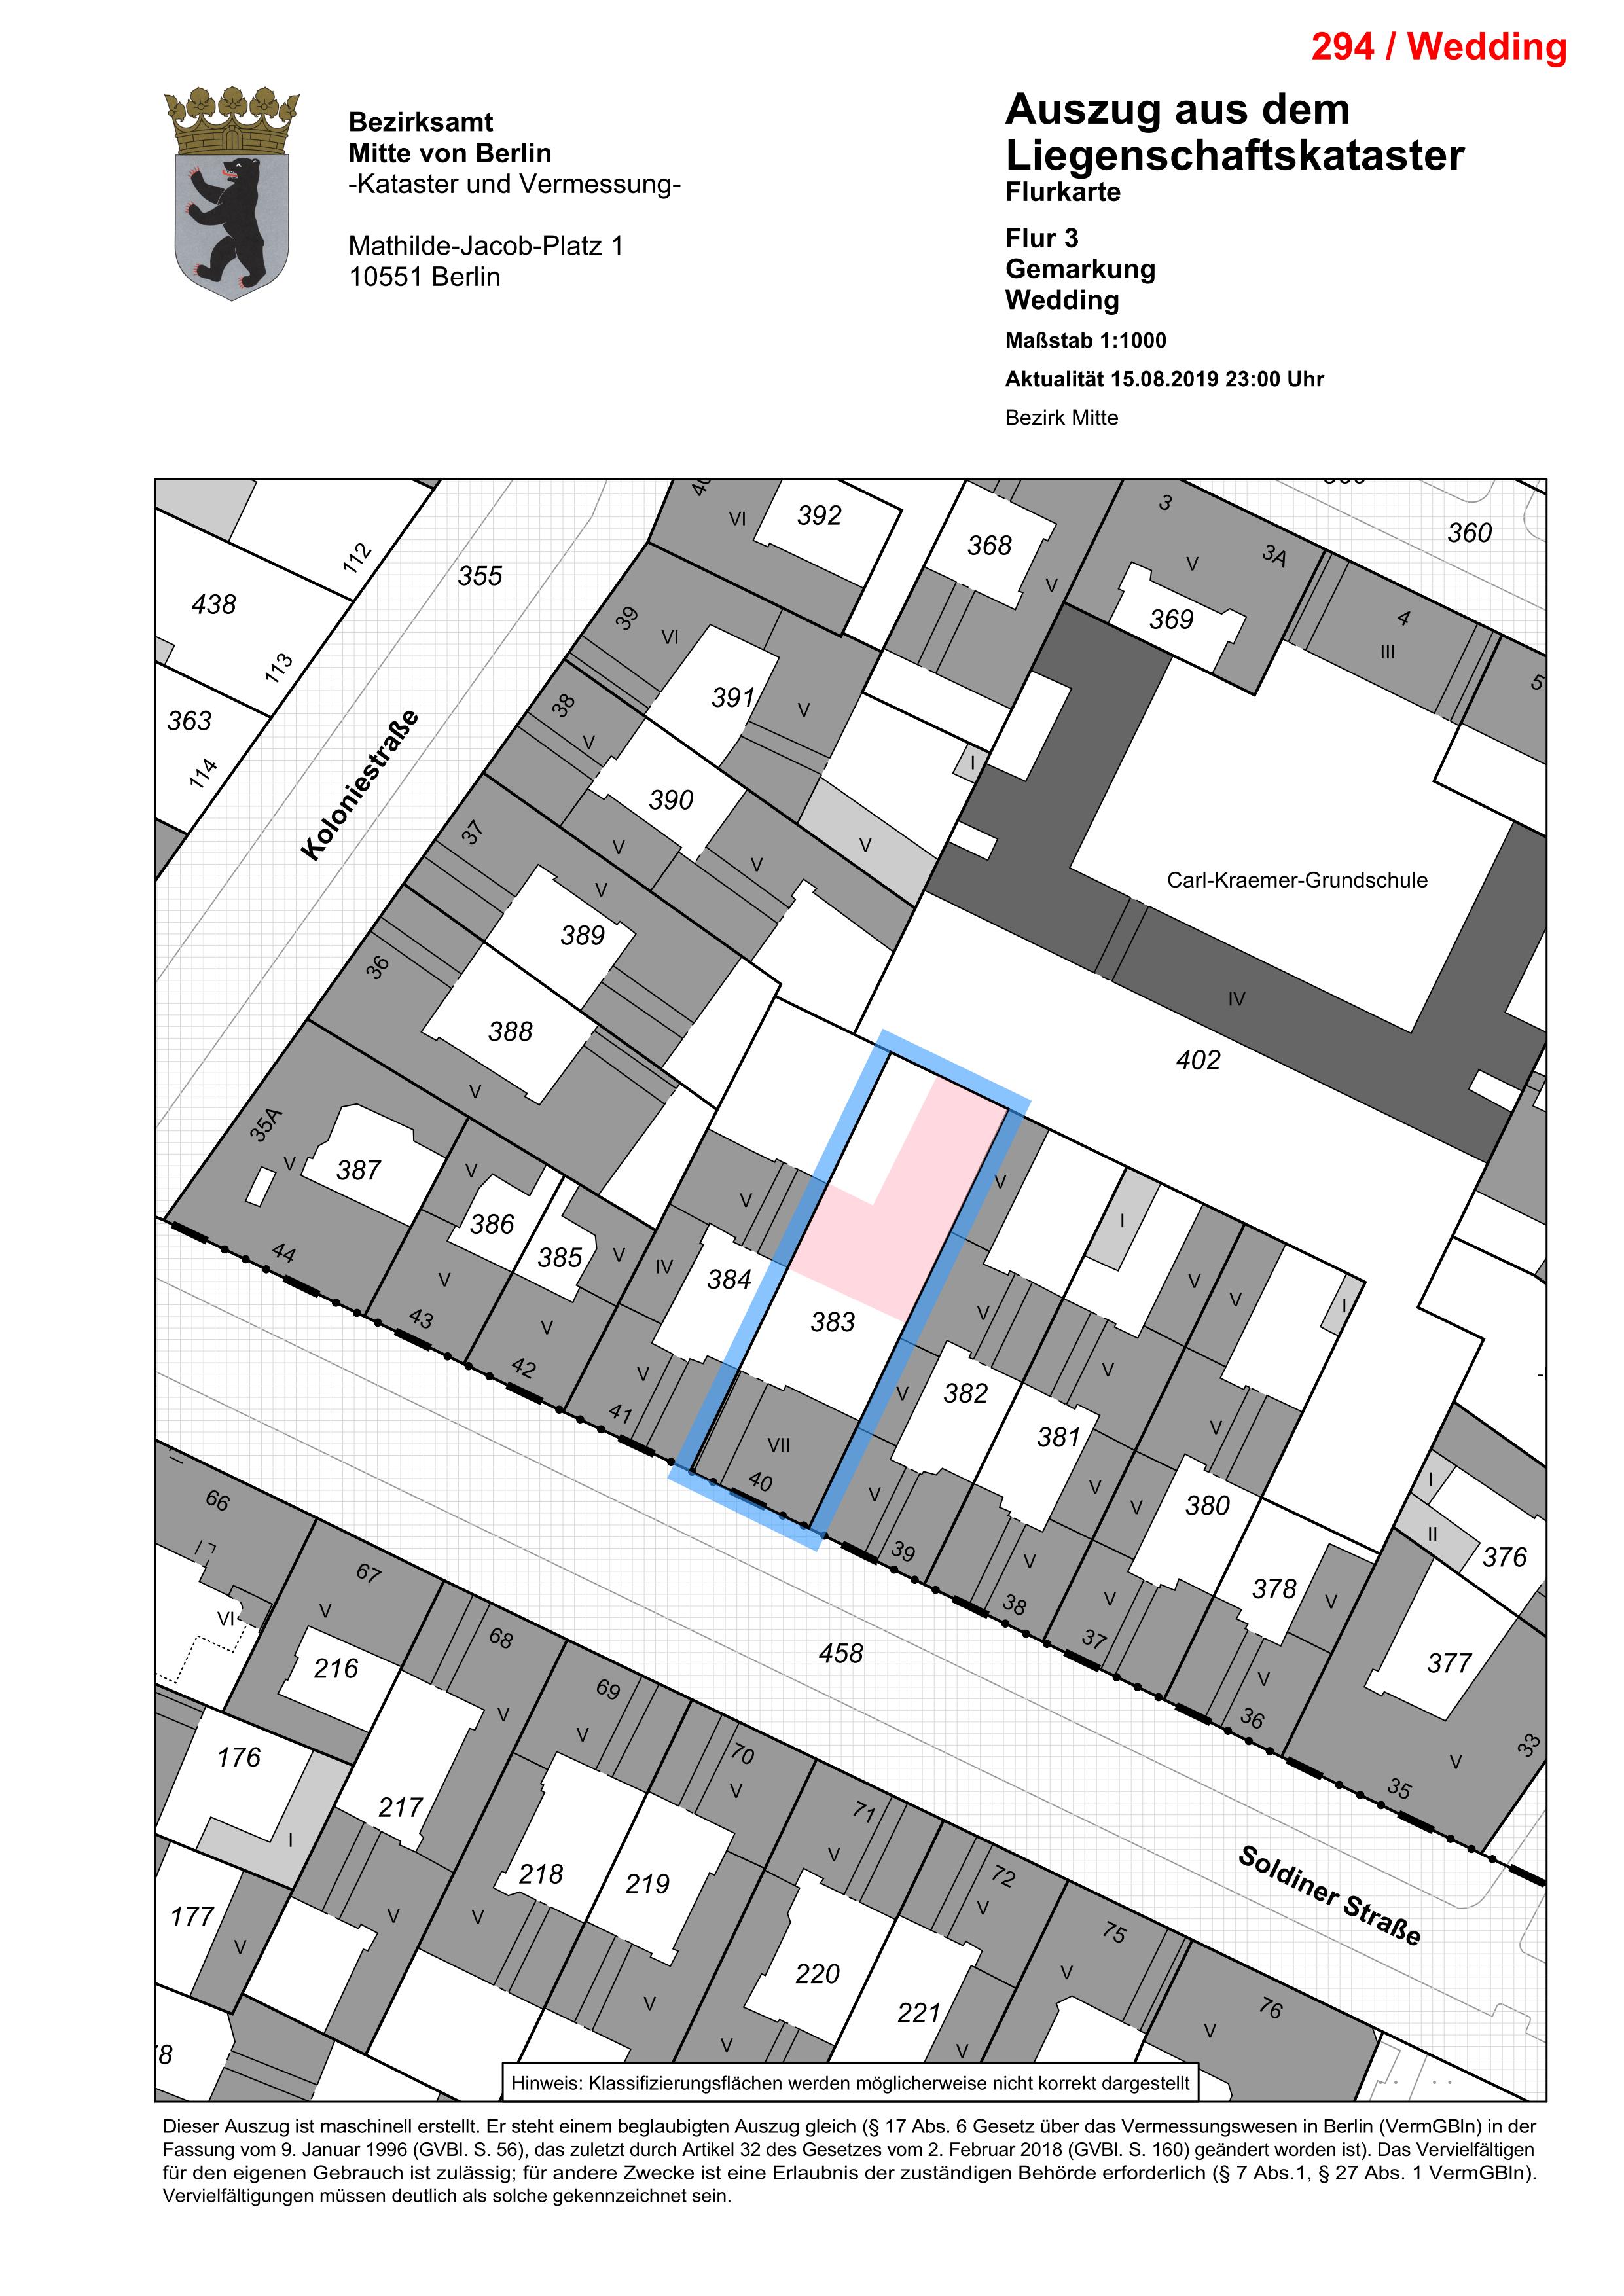 294 / Wedding
Bezirksamt
Mitte von Berlin
-Kataster und Vermessung-
Mathilde-Jacob-Platz 1
10551 Berlin
Auszug aus dem
Liegenschaftskataster
Flurkarte
Flur 3
Gemarkung
Wedding
Maßstab 1:1000
Aktualität 15.08.2019 23:00 Uhr
Bezirk Mitte
392
VI
368
V
3
3A
V
360
369
4
III
5
112
355
438
113
363
114
39
VI
391
V
38
V
390
V
V
V
I
Koloniestraße
37
V
389
36
388
V
Carl-Kraemer-Grundschule
IV
402
35A
V
387
V
386
385
V
V
IV
384
V
383
V
I
V
V
I
44
V
43
V
42
V
41
VII
40
V
V
382
V
381
V
V
380
V
V
I
II
376
378
V
377
39
V
38
V
37
V
36
V
35
V
33
66
VI
67
V
216
68
V
458
69
V
70
V
71
V
72
V
75
V
76
V
Soldiner Straße
176
I
217
177
V
V
218
V
219
V
220
V
221
V
Hinweis: Klassifizierungsflächen werden möglicherweise nicht korrekt dargestellt
Dieser Auszug ist maschinell erstellt. Er steht einem beglaubigten Auszug gleich (§ 17 Abs. 6 Gesetz über das Vermessungswesen in Berlin (VermGBln) in der
Fassung vom 9. Januar 1996 (GVBl. S. 56), das zuletzt durch Artikel 32 des Gesetzes vom 2. Februar 2018 (GVBl. S. 160) geändert worden ist). Das Vervielfältigen
für den eigenen Gebrauch ist zulässig; für andere Zwecke ist eine Erlaubnis der zuständigen Behörde erforderlich (§ 7 Abs.1, § 27 Abs. 1 VermGBln).
Vervielfältigungen müssen deutlich als solche gekennzeichnet sein.